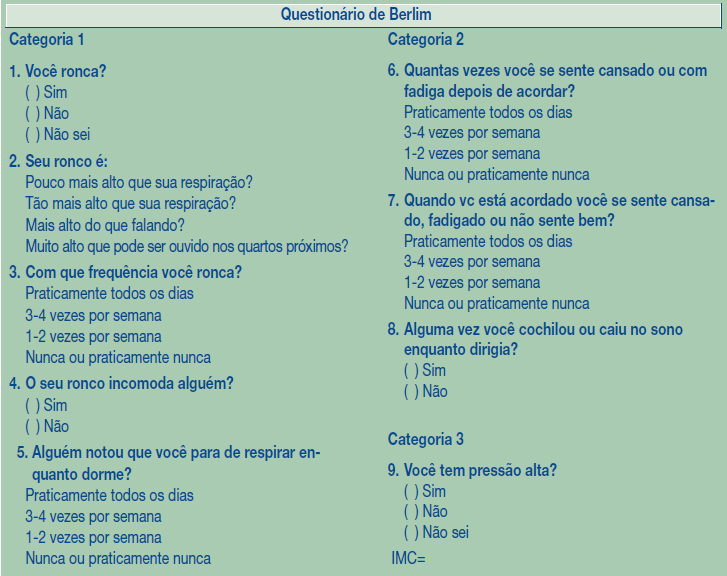 Questionário de Berlim
Categoria 1
1. Você ronca?
( ) Sim
( ) Não
( ) Não sei
2. Seu ronco é:
Pouco mais alto que sua respiração?
Tão mais alto que sua respiração?
Mais alto do que falando?
Muito alto que pode ser ouvido nos quartos próximos?
3. Com que frequência você ronca?
Praticamente todos os dias
3-4 vezes por semana
1-2 vezes por semana
Nunca ou praticamente nunca
4. O seu ronco incomoda alguém?
( ) Sim
( ) Não
5. Alguém notou que você para de respirar en-
quanto dorme?
Praticamente todos os dias
3-4 vezes por semana
1-2 vezes por semana
Nunca ou praticamente nunca
Categoria 2
6. Quantas vezes você se sente cansado ou com
fadiga depois de acordar?
Praticamente todos os dias
3-4 vezes por semana
1-2 vezes por semana
Nunca ou praticamente nunca
7. Quando vc está acordado você se sente cansa-
do, fadigado ou não sente bem?
Praticamente todos os dias
3-4 vezes por semana
1-2 vezes por semana
Nunca ou praticamente nunca
8. Alguma vez você cochilou ou caiu no sono
enquanto dirigia?
( ) Sim
( ) Não
Categoria 3
9. Você tem pressão alta?
( ) Sim
( ) Não
( ) Não sei
IMC=